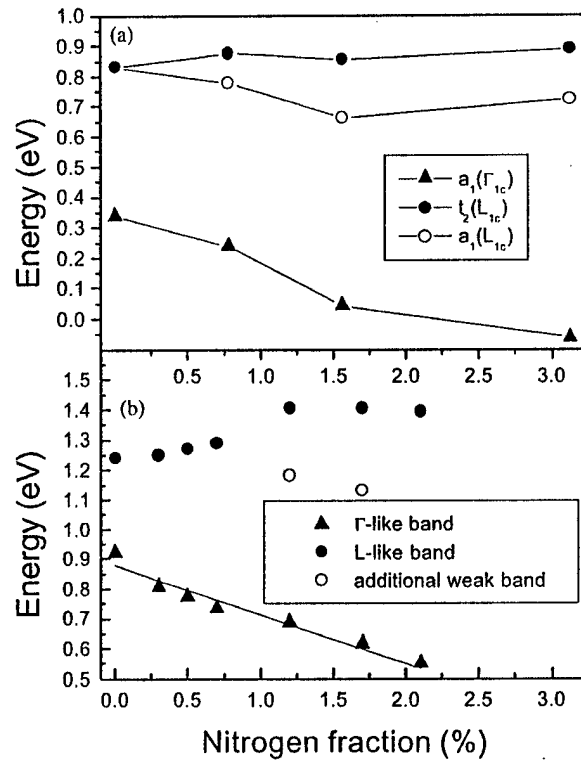 (a)
1.0
0.9
0.8
0.7
0.6
0.5
0.4
0.3
0.2
0.1
0.0
Energy (eV)
a₁(Γ₁c)
t₂(L₁c)
a₁(L₁c)
0.5 1.0 1.5 2.0 2.5 3.0
(b)
1.5
1.4
1.3
1.2
1.1
1.0
0.9
0.8
0.7
0.6
0.5
Energy (eV)
Γ-like band
L-like band
additional weak band
0.0 0.5 1.0 1.5 2.0 2.5 3.0
Nitrogen fraction (%)